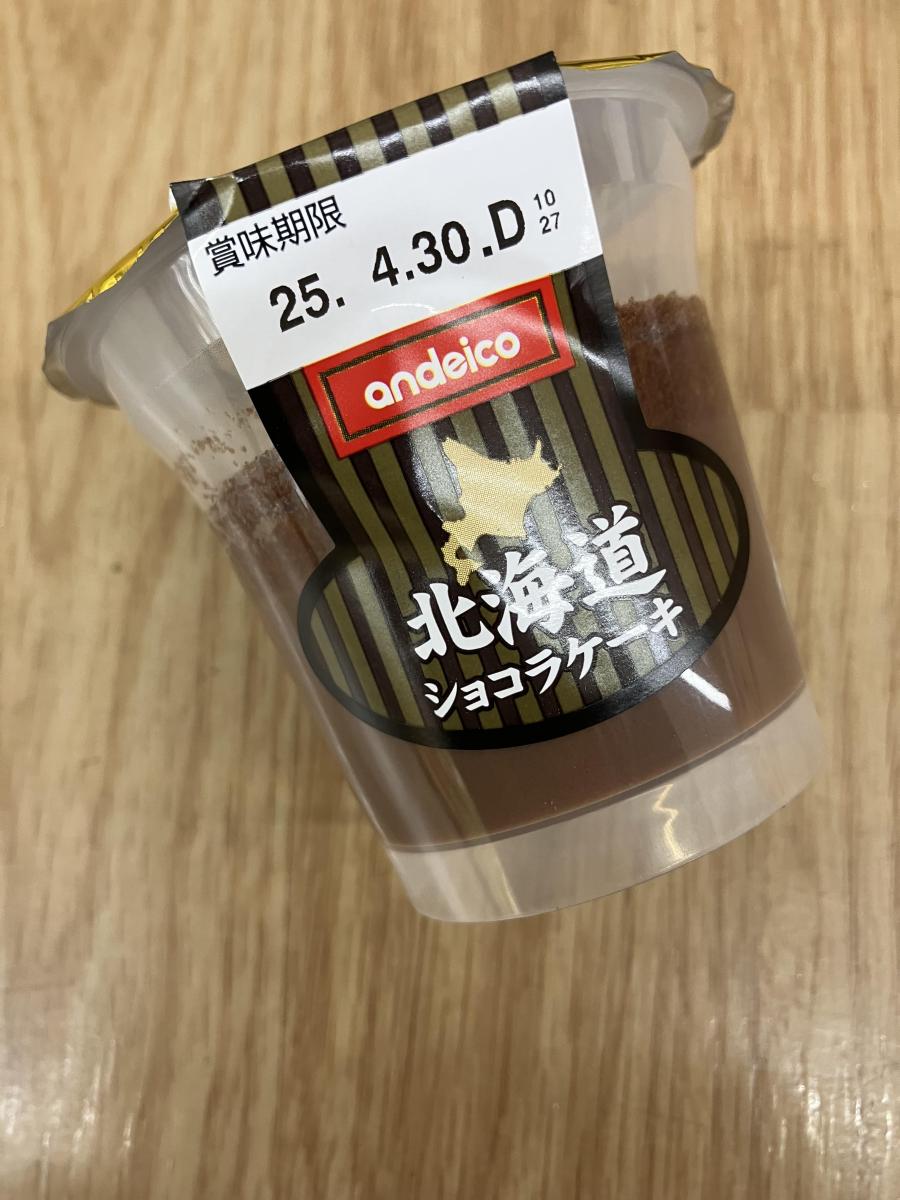 賞味期限
25. 4.30.D 10
27
andeico
北海道
ショコラケーキ